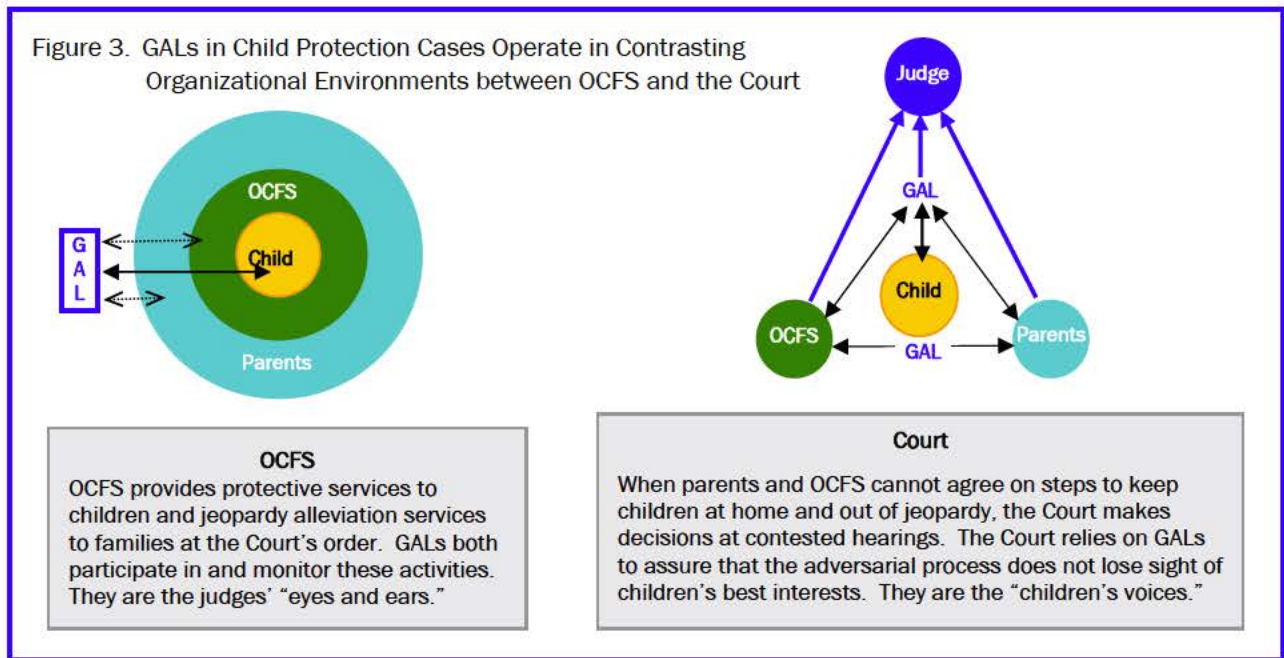 Figure 3. GALs in Child Protection Cases Operate in Contrasting
Organizational Environments between OCFS and the Court
OCFS
Child
Parents
G
A
L
Judge
GAL
Child
OCFS
GAL
Parents
OCFS
OCFS provides protective services to
children and jeopardy alleviation services
to families at the Court's order. GALs both
participate in and monitor these activities.
They are the judges' “eyes and ears.”
Court
When parents and OCFS cannot agree on steps to keep
children at home and out of jeopardy, the Court makes
decisions at contested hearings. The Court relies on GALs
to assure that the adversarial process does not lose sight of
children's best interests. They are the “children's voices.”